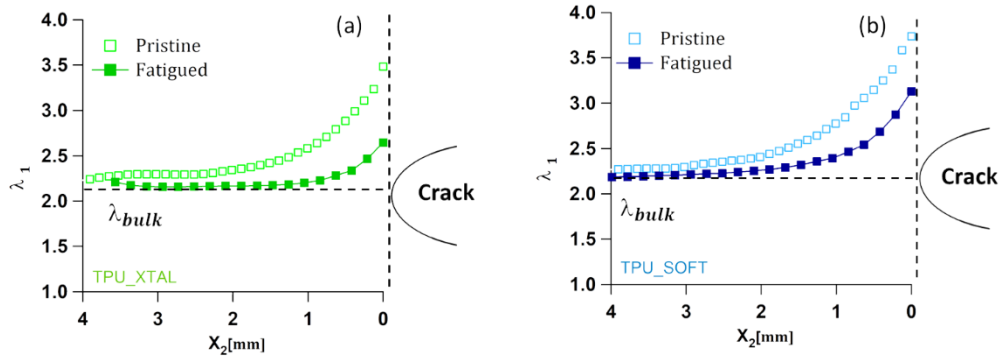 (a)
4.0
3.5
3.0
2.5
2.0
1.5
1.0
λ 1
Pristine
Fatigued
λbulk
Crack
TPU_XTAL
4 3 2 1 0
X2[mm]
(b)
4.0
3.5
3.0
2.5
2.0
1.5
1.0
λ 1
Pristine
Fatigued
λbulk
Crack
TPU_SOFT
4 3 2 1 0
X2[mm]